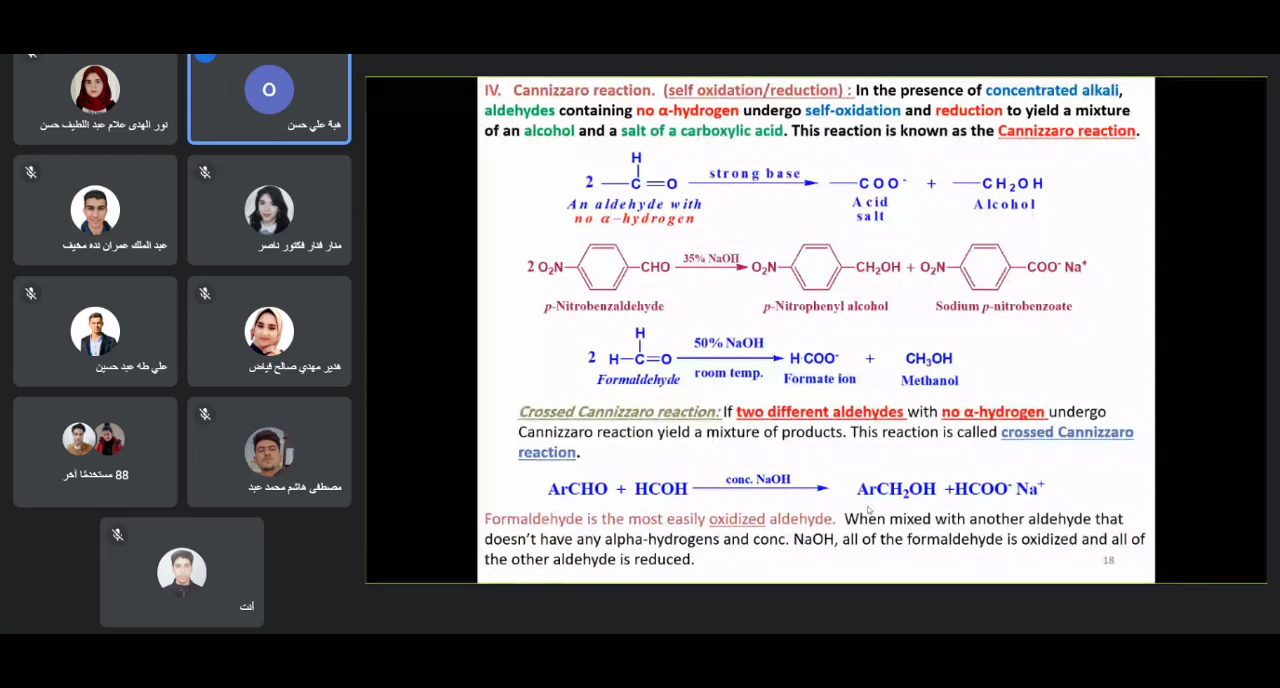 نور الهدى علام عبد اللطيف حسن
O
هبة علي حسن
عبد الملك عمران نده مخيف
منار فنار فكتور ناصر
علي طه عبد حسين
هدير مهدي صالح فياض
88 مستخدمًا آخر
مصطفى هاشم محمد عبد
أنت
IV. Cannizzaro reaction. (self oxidation/reduction) : In the presence of concentrated alkali,
aldehydes containing no α-hydrogen undergo self-oxidation and reduction to yield a mixture
of an alcohol and a salt of a carboxylic acid. This reaction is known as the Cannizzaro reaction.
H
2 —C=O strong base —COO⁻ + —CH2OH
An aldehyde with no α-hydrogen Acid salt Alcohol
2 O₂N CHO 35% NaOH O₂N CH₂OH + O₂N COO⁻ Na⁺
p-Nitrobenzaldehyde p-Nitrophenyl alcohol Sodium p-nitrobenzoate
H
2 H—C=O 50% NaOH room temp. H·COO⁻ + CH₃OH
Formaldehyde Formate ion Methanol
Crossed Cannizzaro reaction: If two different aldehydes with no α-hydrogen undergo
Cannizzaro reaction yield a mixture of products. This reaction is called crossed Cannizzaro
reaction.
ArCHO + HCOH conc. NaOH ArCH₂OH +HCOO⁻ Na⁺
Formaldehyde is the most easily oxidized aldehyde. When mixed with another aldehyde that
doesn't have any alpha-hydrogens and conc. NaOH, all of the formaldehyde is oxidized and all of
the other aldehyde is reduced.
18